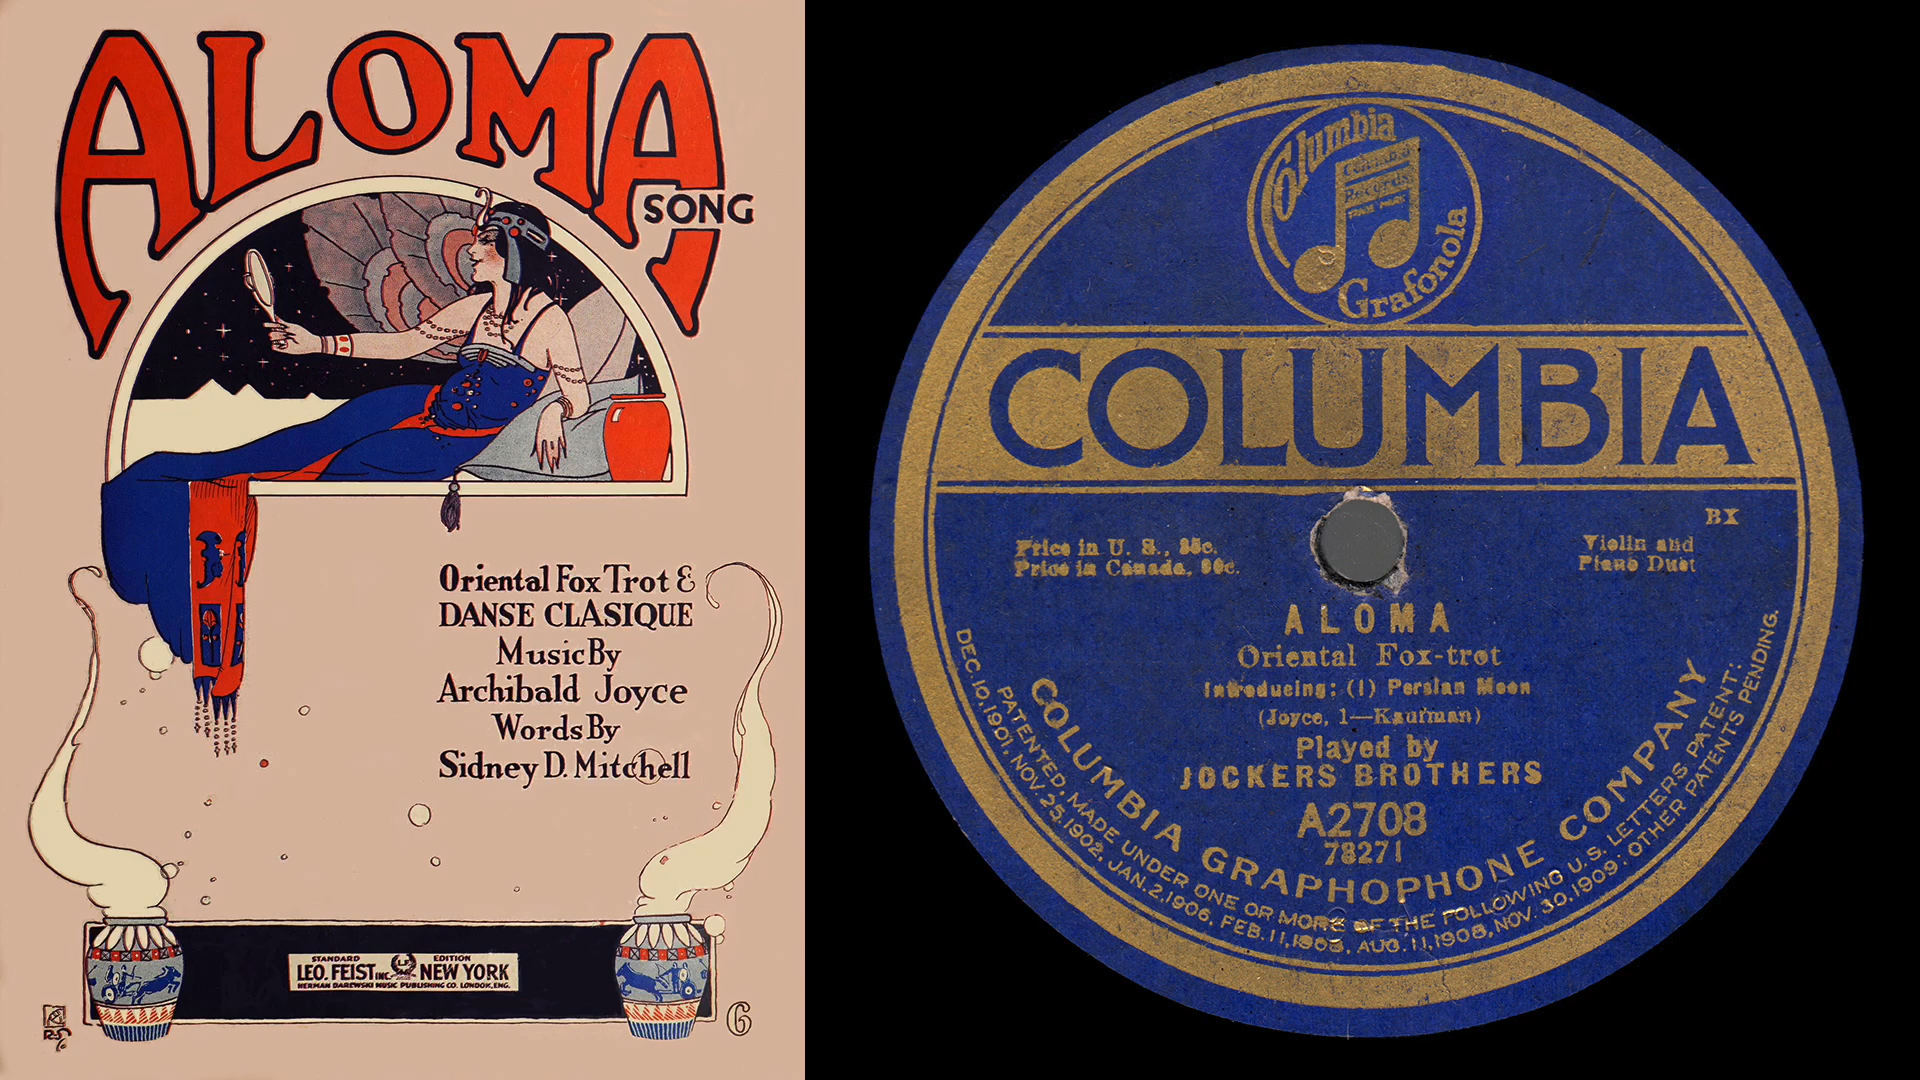 ALOMA
SONG
Oriental Fox Trot &
DANSE CLASIQUE
Music By
Archibald Joyce
Words By
Sidney D. Mitchell
STANDARD EDITION
LEO. FEIST INC. NEW YORK
HERMAN DAREWSKI MUSIC PUBLISHING CO. LONDON, ENG.
6
Columbia
Records
Grafonola
COLUMBIA
BX
Price in U. S., 85c.
Price in Canada, 90c.
Violin and
Piano Duet
ALOMA
Oriental Fox-trot
Introducing: (1) Persian Moon
(Joyce, 1—Kaufman)
Played by
JOCKERS BROTHERS
A2708
78271
COLUMBIA GRAPHOPHONE COMPANY
PATENTED, MADE UNDER ONE OR MORE OF THE FOLLOWING U.S. LETTERS PATENT:
DEC.10,1901, NOV.25,1902, JAN.2,1906, FEB.11,1908, AUG.11,1908, NOV. 30,1909; OTHER PATENTS PENDING.